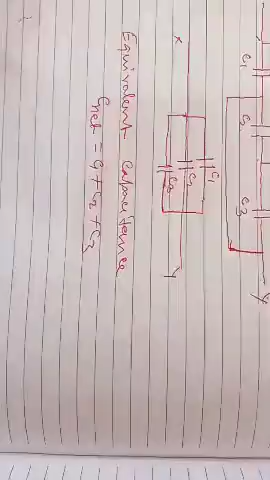 C1 C2 C3 Y
C1
X C2 Y
C3
Equivalent capacitance
Cnet = C1 + C2 + C3